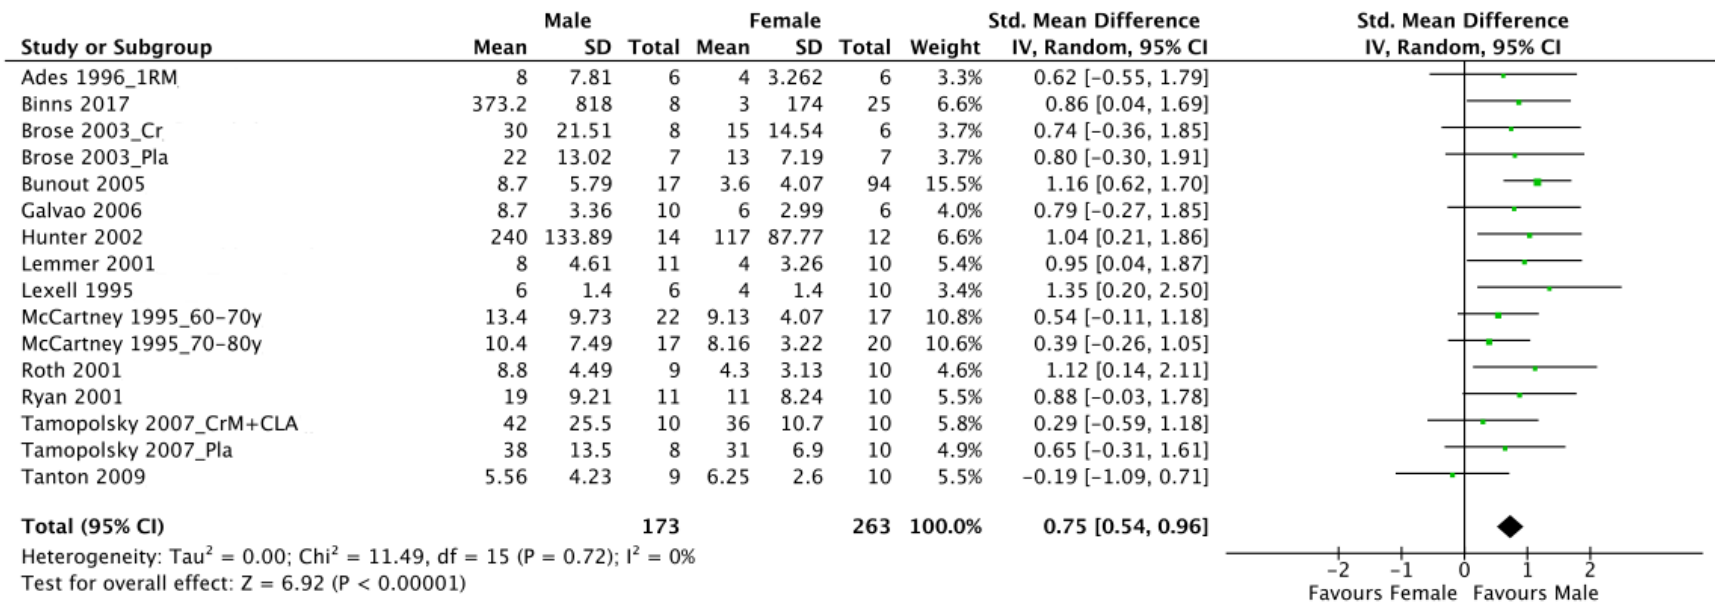 Male Female Std. Mean Difference Std. Mean Difference
Study or Subgroup Mean SD Total Mean SD Total Weight IV, Random, 95% CI IV, Random, 95% CI
Ades 1996_1RM 8 7.81 6 4 3.262 6 3.3% 0.62 [-0.55, 1.79]
Binns 2017 373.2 818 8 3 174 25 6.6% 0.86 [0.04, 1.69]
Brose 2003_Cr 30 21.51 8 15 14.54 6 3.7% 0.74 [-0.36, 1.85]
Brose 2003_Pla 22 13.02 7 13 7.19 7 3.7% 0.80 [-0.30, 1.91]
Bunout 2005 8.7 5.79 17 3.6 4.07 94 15.5% 1.16 [0.62, 1.70]
Galvao 2006 8.7 3.36 10 6 2.99 6 4.0% 0.79 [-0.27, 1.85]
Hunter 2002 240 133.89 14 117 87.77 12 6.6% 1.04 [0.21, 1.86]
Lemmer 2001 8 4.61 11 4 3.26 10 5.4% 0.95 [0.04, 1.87]
Lexell 1995 6 1.4 6 4 1.4 10 3.4% 1.35 [0.20, 2.50]
McCartney 1995_60-70y 13.4 9.73 22 9.13 4.07 17 10.8% 0.54 [-0.11, 1.18]
McCartney 1995_70-80y 10.4 7.49 17 8.16 3.22 20 10.6% 0.39 [-0.26, 1.05]
Roth 2001 8.8 4.49 9 4.3 3.13 10 4.6% 1.12 [0.14, 2.11]
Ryan 2001 19 9.21 11 11 8.24 10 5.5% 0.88 [-0.03, 1.78]
Tamopolsky 2007_CrM+CLA 42 25.5 10 36 10.7 10 5.8% 0.29 [-0.59, 1.18]
Tamopolsky 2007_Pla 38 13.5 8 31 6.9 10 4.9% 0.65 [-0.31, 1.61]
Tanton 2009 5.56 4.23 9 6.25 2.6 10 5.5% -0.19 [-1.09, 0.71]
Total (95% CI) 173 263 100.0% 0.75 [0.54, 0.96]
Heterogeneity: Tau² = 0.00; Chi² = 11.49, df = 15 (P = 0.72); I² = 0%
Test for overall effect: Z = 6.92 (P < 0.00001)
-2 -1 0 1 2
Favours Female Favours Male